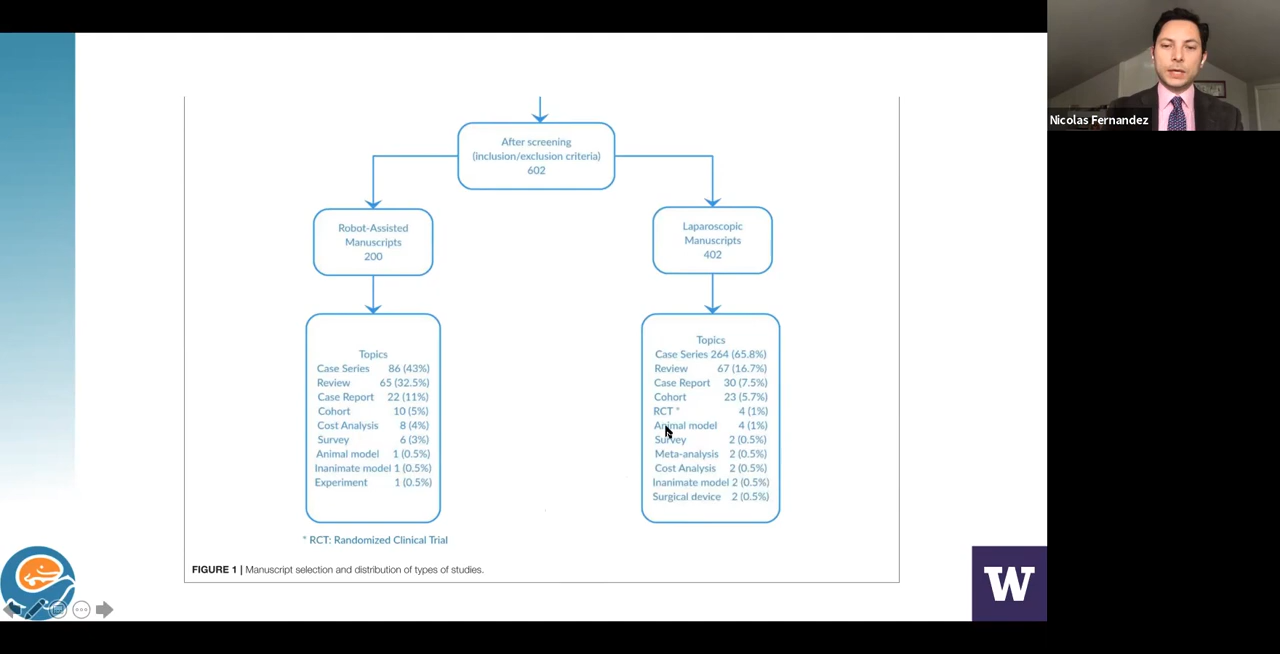 Nicolas Fernandez
After screening
(inclusion/exclusion criteria)
602
Robot-Assisted
Manuscripts
200
Laparoscopic
Manuscripts
402
Topics
Case Series 86 (43%)
Review 65 (32.5%)
Case Report 22 (11%)
Cohort 10 (5%)
Cost Analysis 8 (4%)
Survey 6 (3%)
Animal model 1 (0.5%)
Inanimate model 1 (0.5%)
Experiment 1 (0.5%)
Topics
Case Series 264 (65.8%)
Review 67 (16.7%)
Case Report 30 (7.5%)
Cohort 23 (5.7%)
RCT * 4 (1%)
Animal model 4 (1%)
Survey 2 (0.5%)
Meta-analysis 2 (0.5%)
Cost Analysis 2 (0.5%)
Inanimate model 2 (0.5%)
Surgical device 2 (0.5%)
* RCT: Randomized Clinical Trial
FIGURE 1 | Manuscript selection and distribution of types of studies.
W